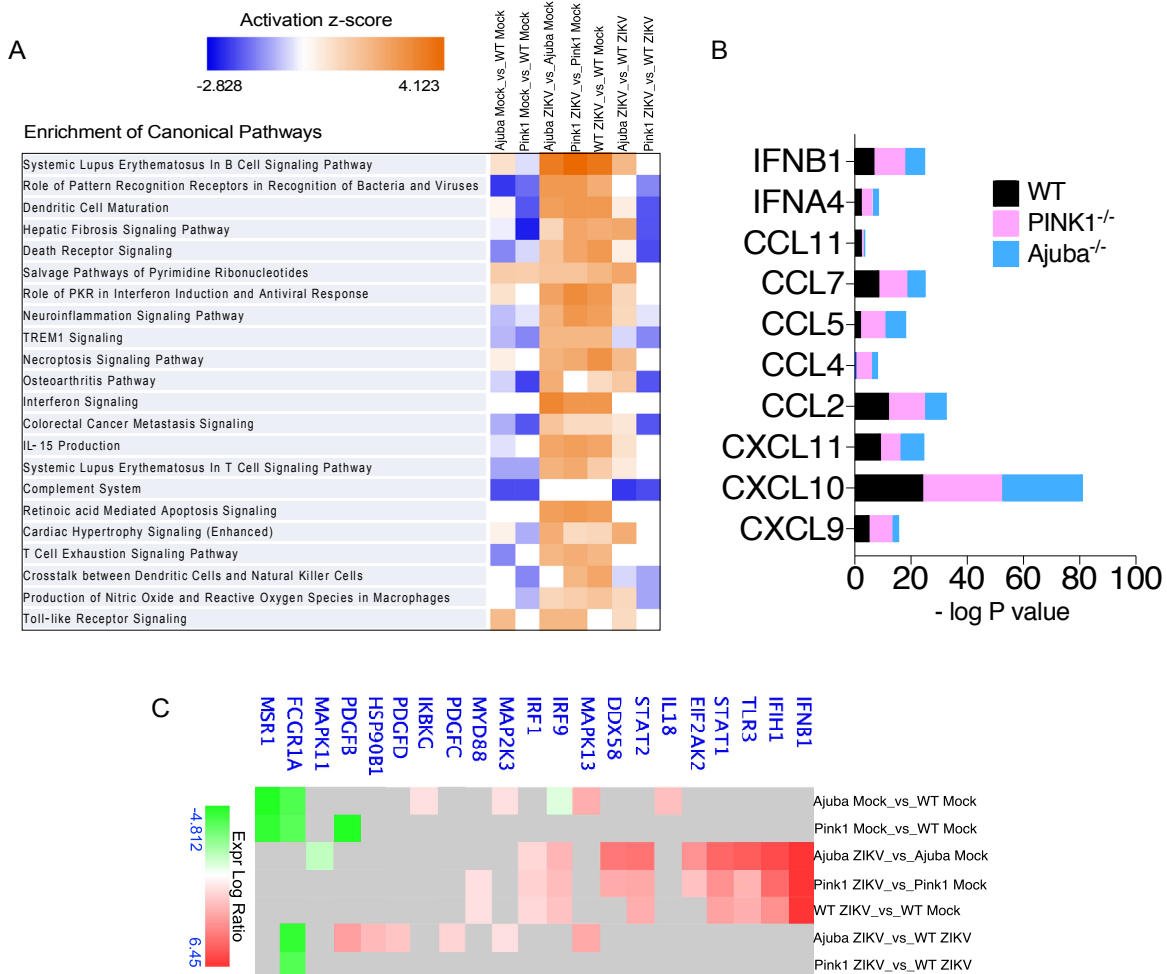 A
Activation z-score
-2.828
4.123
Enrichment of Canonical Pathways
Ajuba Mock_vs_WT Mock
Pink1 Mock_vs_WT Mock
Ajuba ZIKV_vs_Ajuba Mock
Pink1 ZIKV_vs_Pink1 Mock
WT ZIKV_vs_WT Mock
Ajuba ZIKV_vs_WT ZIKV
Pink1 ZIKV_vs_WT ZIKV
Systemic Lupus Erythematosus In B Cell Signaling Pathway
Role of Pattern Recognition Receptors in Recognition of Bacteria and Viruses
Dendritic Cell Maturation
Hepatic Fibrosis Signaling Pathway
Death Receptor Signaling
Salvage Pathways of Pyrimidine Ribonucleotides
Role of PKR in Interferon Induction and Antiviral Response
Neuroinflammation Signaling Pathway
TREM1 Signaling
Necroptosis Signaling Pathway
Osteoarthritis Pathway
Interferon Signaling
Colorectal Cancer Metastasis Signaling
IL-15 Production
Systemic Lupus Erythematosus In T Cell Signaling Pathway
Complement System
Retinoic acid Mediated Apoptosis Signaling
Cardiac Hypertrophy Signaling (Enhanced)
T Cell Exhaustion Signaling Pathway
Crosstalk between Dendritic Cells and Natural Killer Cells
Production of Nitric Oxide and Reactive Oxygen Species in Macrophages
Toll-like Receptor Signaling
B
IFNB1
IFNA4
CCL11
CCL7
CCL5
CCL4
CCL2
CXCL11
CXCL10
CXCL9
WT
PINK1-/-
Ajuba-/-
0 20 40 60 80 100
- log P value
C
MSR1
FCGR1A
MAPK11
PDGFB
HSP90B1
PDGFD
IKBKG
PDGFC
MYD88
MAP2K3
IRF1
IRF9
MAPK13
DDX58
STAT2
IL18
EIF2AK2
STAT1
TLR3
IFIH1
IFNB1
-4.812
6.45
Expr Log Ratio
Ajuba Mock_vs_WT Mock
Pink1 Mock_vs_WT Mock
Ajuba ZIKV_vs_Ajuba Mock
Pink1 ZIKV_vs_Pink1 Mock
WT ZIKV_vs_WT Mock
Ajuba ZIKV_vs_WT ZIKV
Pink1 ZIKV_vs_WT ZIKV